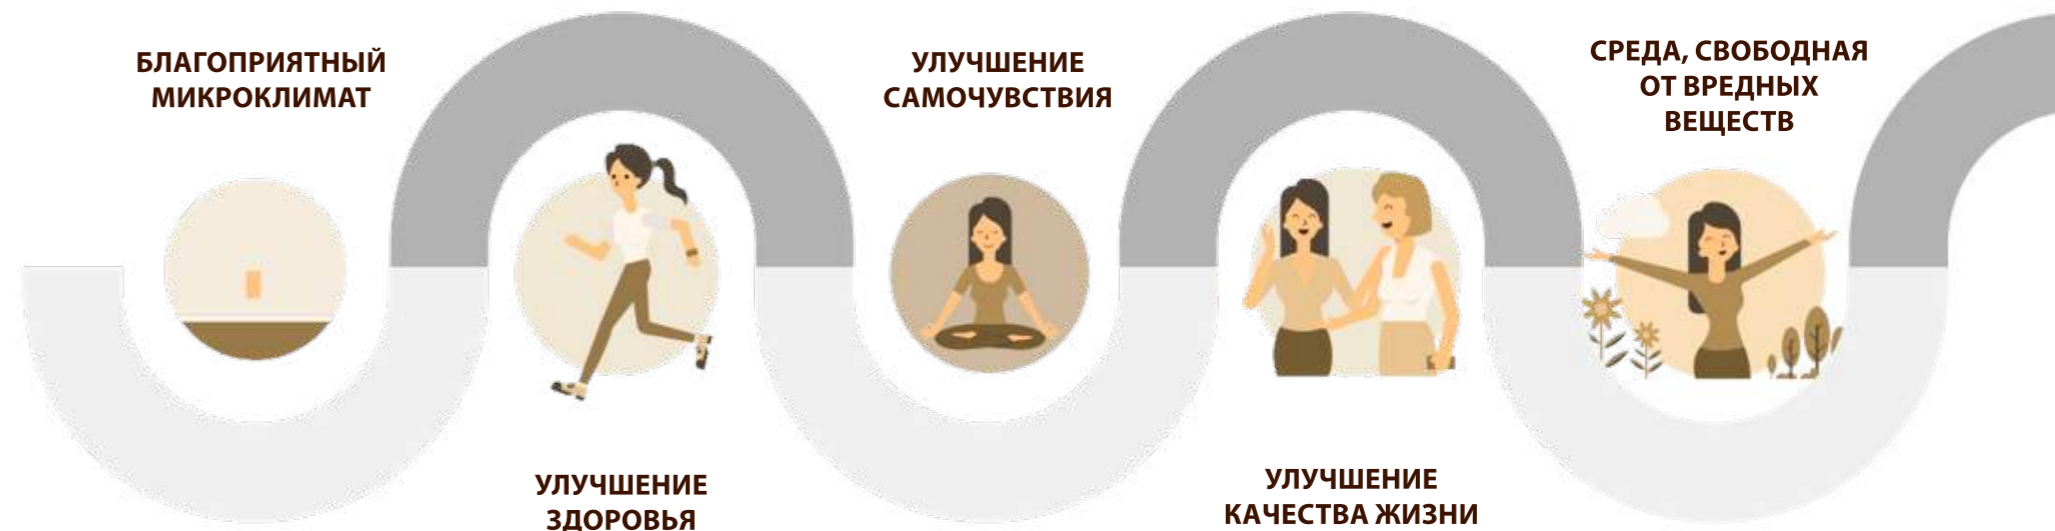 БЛАГОПРИЯТНЫЙ
МИКРОКЛИМАТ
УЛУЧШЕНИЕ
ЗДОРОВЬЯ
УЛУЧШЕНИЕ
САМОЧУВСТВИЯ
УЛУЧШЕНИЕ
КАЧЕСТВА ЖИЗНИ
СРЕДА, СВОБОДНАЯ
ОТ ВРЕДНЫХ
ВЕЩЕСТВ